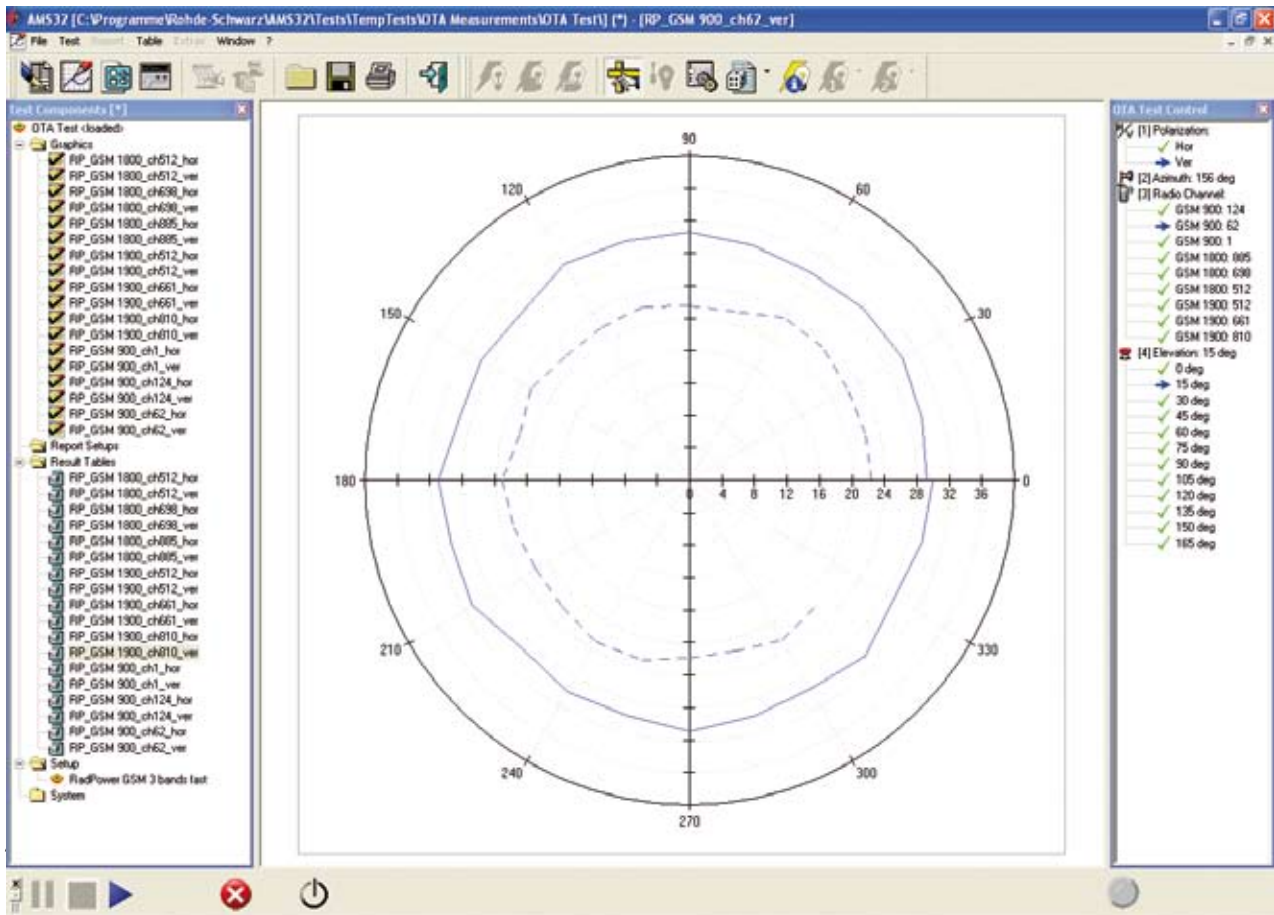 AMS32 [C:\Programme\Rohde-Schwarz\AMS32\Tests\TempTests\OTA Measurements\OTA Test\] (*) - [RP_GSM 900_ch62_ver]
File Test Report Table Extras Window ?
Test Components [*]
OTA Test <loaded>
Graphics
RP_GSM 1800_ch512_hor
RP_GSM 1800_ch512_ver
RP_GSM 1800_ch698_hor
RP_GSM 1800_ch698_ver
RP_GSM 1800_ch885_hor
RP_GSM 1800_ch885_ver
RP_GSM 1900_ch512_hor
RP_GSM 1900_ch512_ver
RP_GSM 1900_ch661_hor
RP_GSM 1900_ch661_ver
RP_GSM 1900_ch810_hor
RP_GSM 1900_ch810_ver
RP_GSM 900_ch1_hor
RP_GSM 900_ch1_ver
RP_GSM 900_ch124_hor
RP_GSM 900_ch124_ver
RP_GSM 900_ch62_hor
RP_GSM 900_ch62_ver
Report Setups
Result Tables
RP_GSM 1800_ch512_hor
RP_GSM 1800_ch512_ver
RP_GSM 1800_ch698_hor
RP_GSM 1800_ch698_ver
RP_GSM 1800_ch885_hor
RP_GSM 1800_ch885_ver
RP_GSM 1900_ch512_hor
RP_GSM 1900_ch512_ver
RP_GSM 1900_ch661_hor
RP_GSM 1900_ch661_ver
RP_GSM 1900_ch810_hor
RP_GSM 1900_ch810_ver
RP_GSM 900_ch1_hor
RP_GSM 900_ch1_ver
RP_GSM 900_ch124_hor
RP_GSM 900_ch124_ver
RP_GSM 900_ch62_hor
RP_GSM 900_ch62_ver
Setup
RadPower GSM 3 bands fast
System
90
120
60
150
30
180
0 4 8 12 16 20 24 28 32 36
0
210
330
240
300
270
OTA Test Control
[1] Polarization:
Hor
Ver
[2] Azimuth: 156 deg
[3] Radio Channel:
GSM 900: 124
GSM 900: 62
GSM 900: 1
GSM 1800: 885
GSM 1800: 698
GSM 1800: 512
GSM 1900: 512
GSM 1900: 661
GSM 1900: 810
[4] Elevation: 15 deg
0 deg
15 deg
30 deg
45 deg
60 deg
75 deg
90 deg
105 deg
120 deg
135 deg
150 deg
165 deg